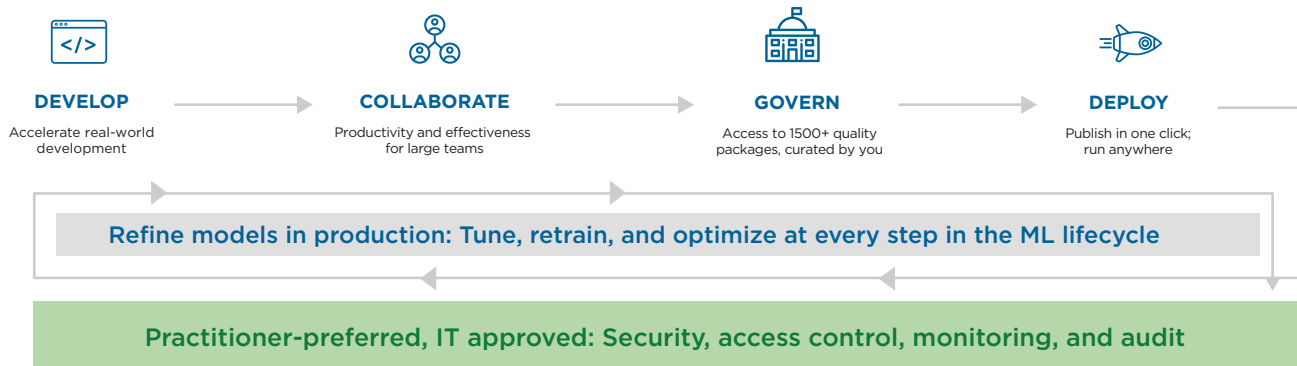 </>
DEVELOP
Accelerate real-world
development
COLLABORATE
Productivity and effectiveness
for large teams
GOVERN
Access to 1500+ quality
packages, curated by you
DEPLOY
Publish in one click;
run anywhere
Refine models in production: Tune, retrain, and optimize at every step in the ML lifecycle
Practitioner-preferred, IT approved: Security, access control, monitoring, and audit